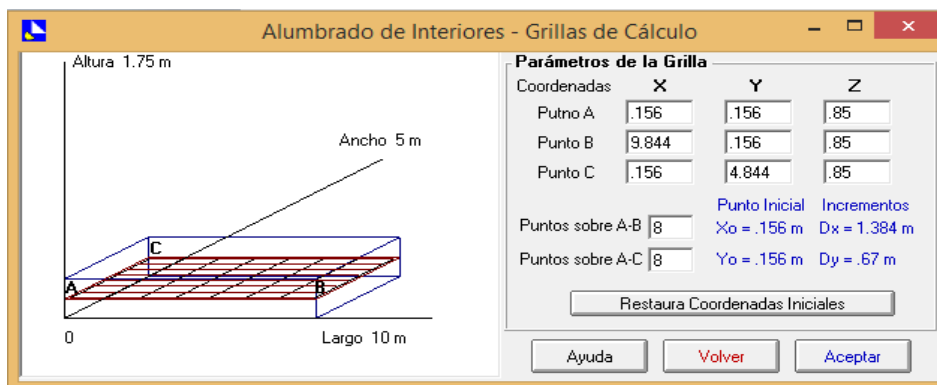 Alumbrado de Interiores - Grillas de Cálculo
Altura 1.75 m
Ancho 5 m
C
A
B
0
Largo 10 m
Parámetros de la Grilla
Coordenadas X Y Z
Putno A .156 .156 .85
Punto B 9.844 .156 .85
Punto C .156 4.844 .85
Punto Inicial Incrementos
Puntos sobre A-B 8 Xo = .156 m Dx = 1.384 m
Puntos sobre A-C 8 Yo = .156 m Dy = .67 m
Restaura Coordenadas Iniciales
Ayuda Volver Aceptar